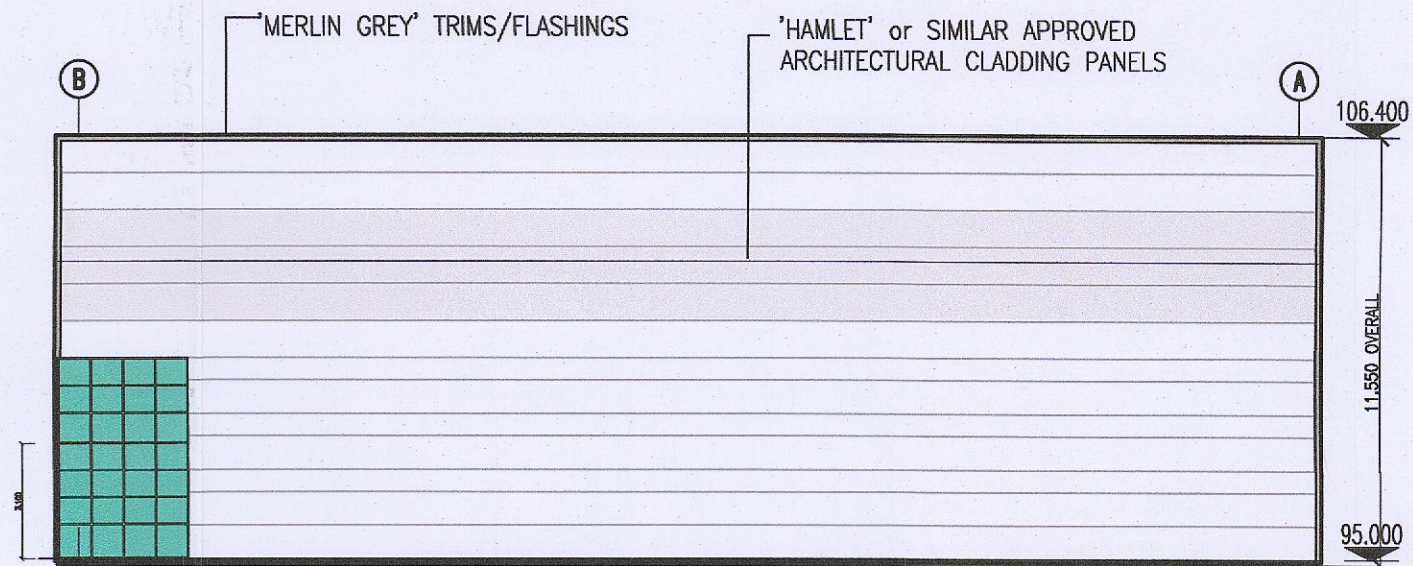 'MERLIN GREY' TRIMS/FLASHINGS
'HAMLET' or SIMILAR APPROVED
ARCHITECTURAL CLADDING PANELS
B
A
106.400
11.550 OVERALL
95.000